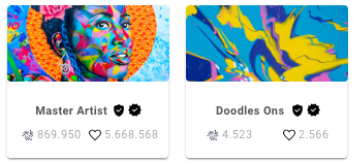 Master Artist
869.950 5.668.568
Doodles Ons
4.523 2.566